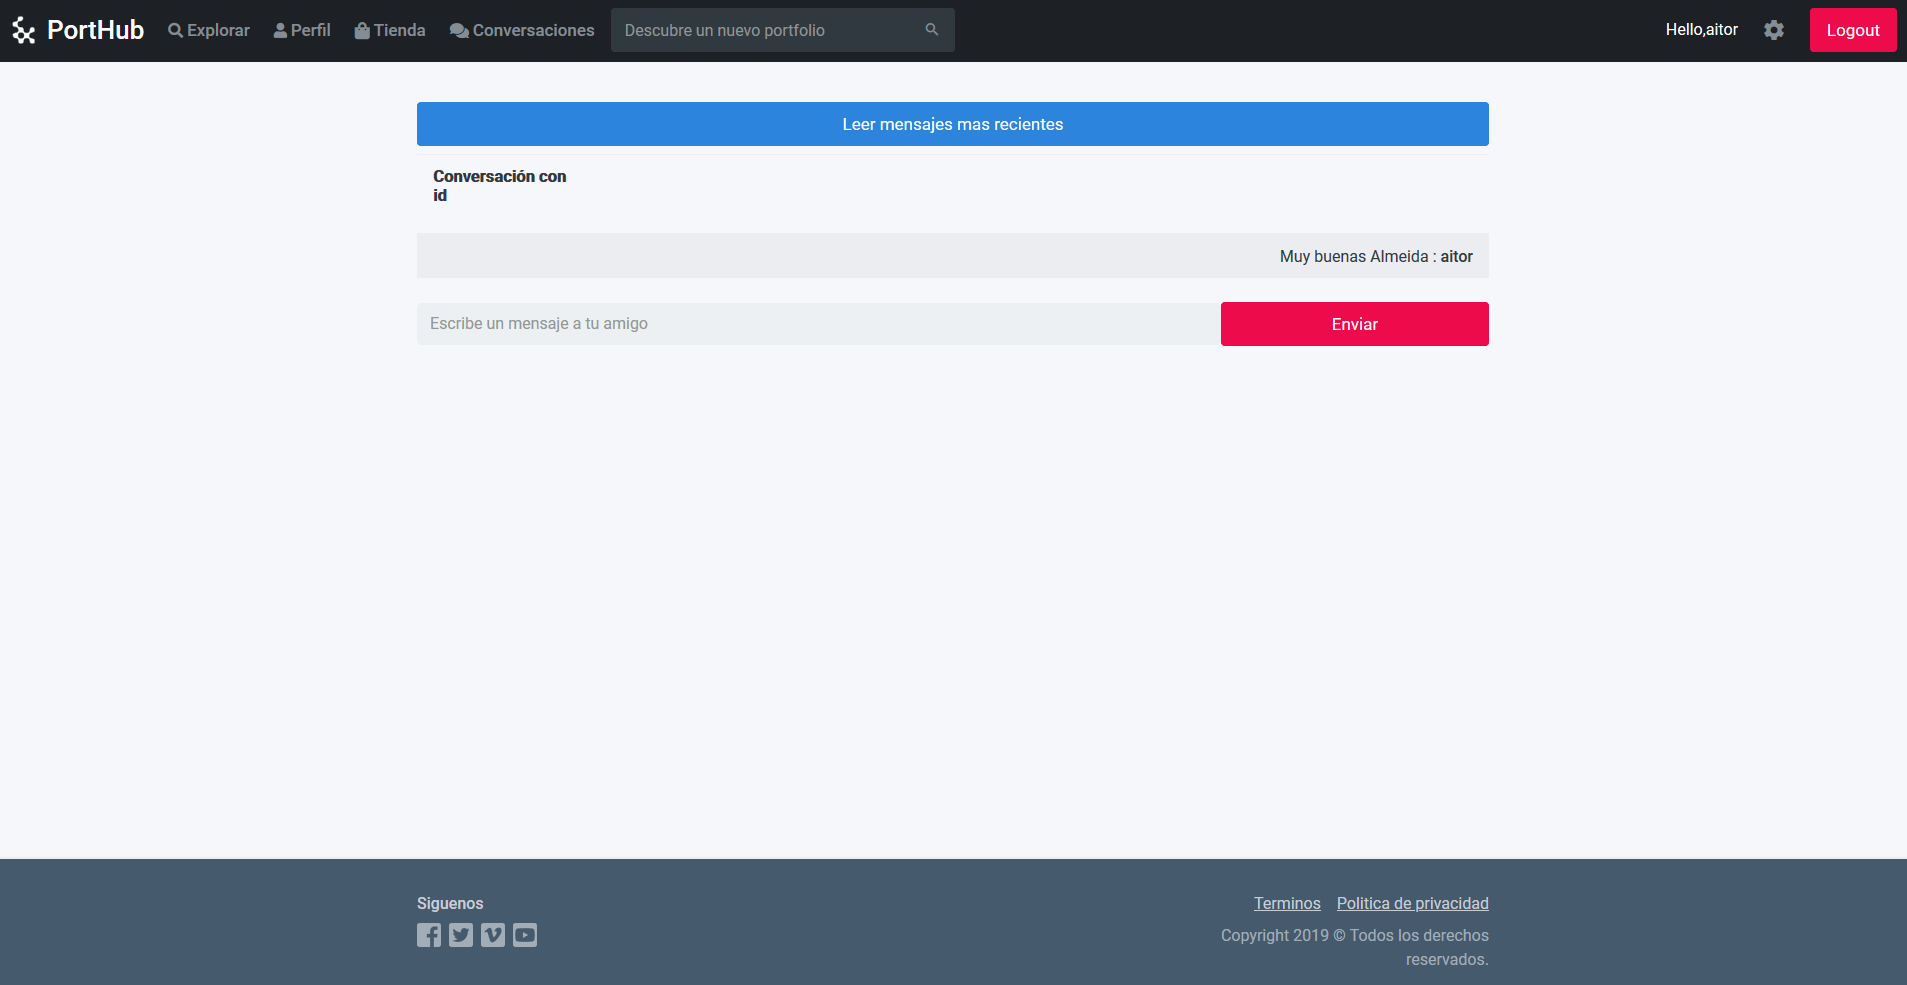 PortHub Explorar Perfil Tienda Conversaciones Descubre un nuevo portfolio Hello,aitor Logout
Leer mensajes mas recientes
Conversación con
id
Muy buenas Almeida : aitor
Escribe un mensaje a tu amigo Enviar
Siguenos Terminos Politica de privacidad
Copyright 2019 © Todos los derechos
reservados.